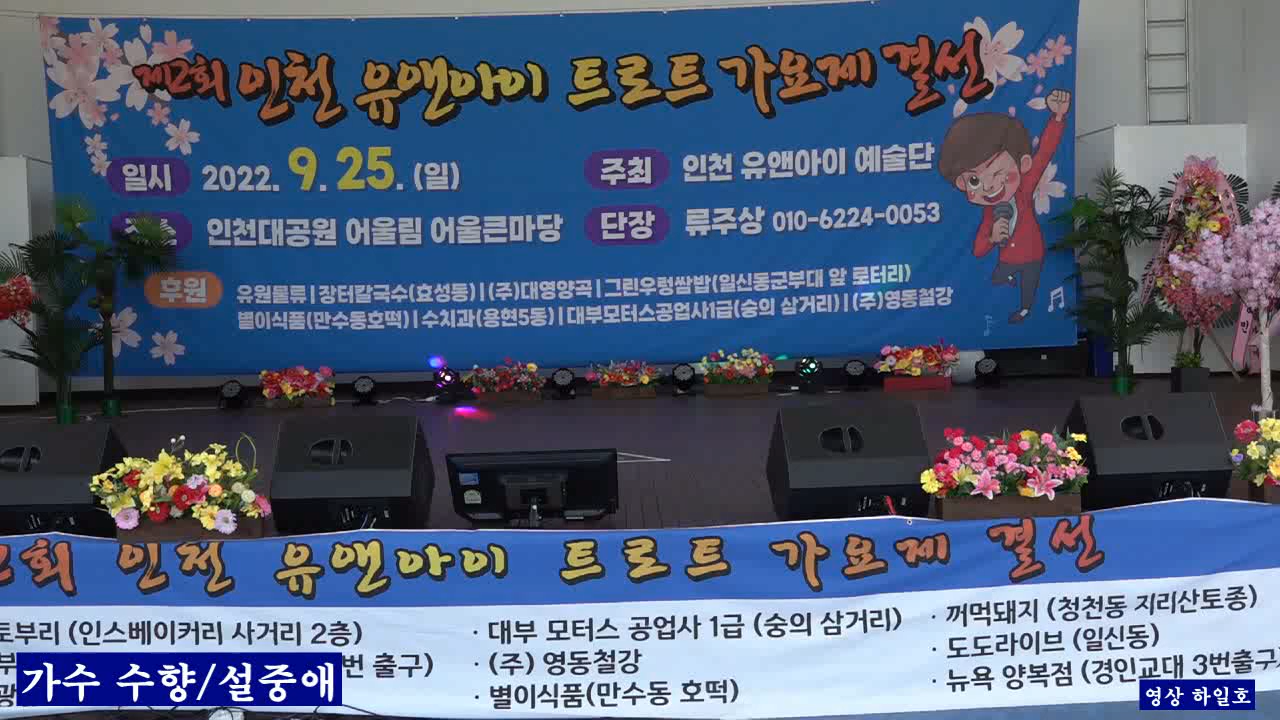 제2회 인천 유앤아이 트로트 가요제 결선
일시 2022. 9. 25. (일)
주최 인천 유앤아이 예술단
인천대공원 어울림 어울큰마당
단장 류주상 010-6224-0053
후원 유원물류 | 장터칼국수(효성동) | (주)대영양곡 | 그린우렁쌈밥(일신동군부대 앞 로터리)
별이식품(만수동호떡) | 수치과(용현5동) | 대부모터스공업사1급(숭의 삼거리) | (주)영동철강
2회 인천 유앤아이 트로트 가요제 결선
토부리 (인스베이커리 사거리 2층)
번 출구)
· 대부 모터스 공업사 1급 (숭의 삼거리)
· (주) 영동철강
· 별이식품(만수동 호떡)
· 꺼먹돼지 (청천동 지리산토종)
· 도도라이브 (일신동)
· 뉴욕 양복점 (경인교대 3번출구)
가수 수향/설중애
영상 하일호